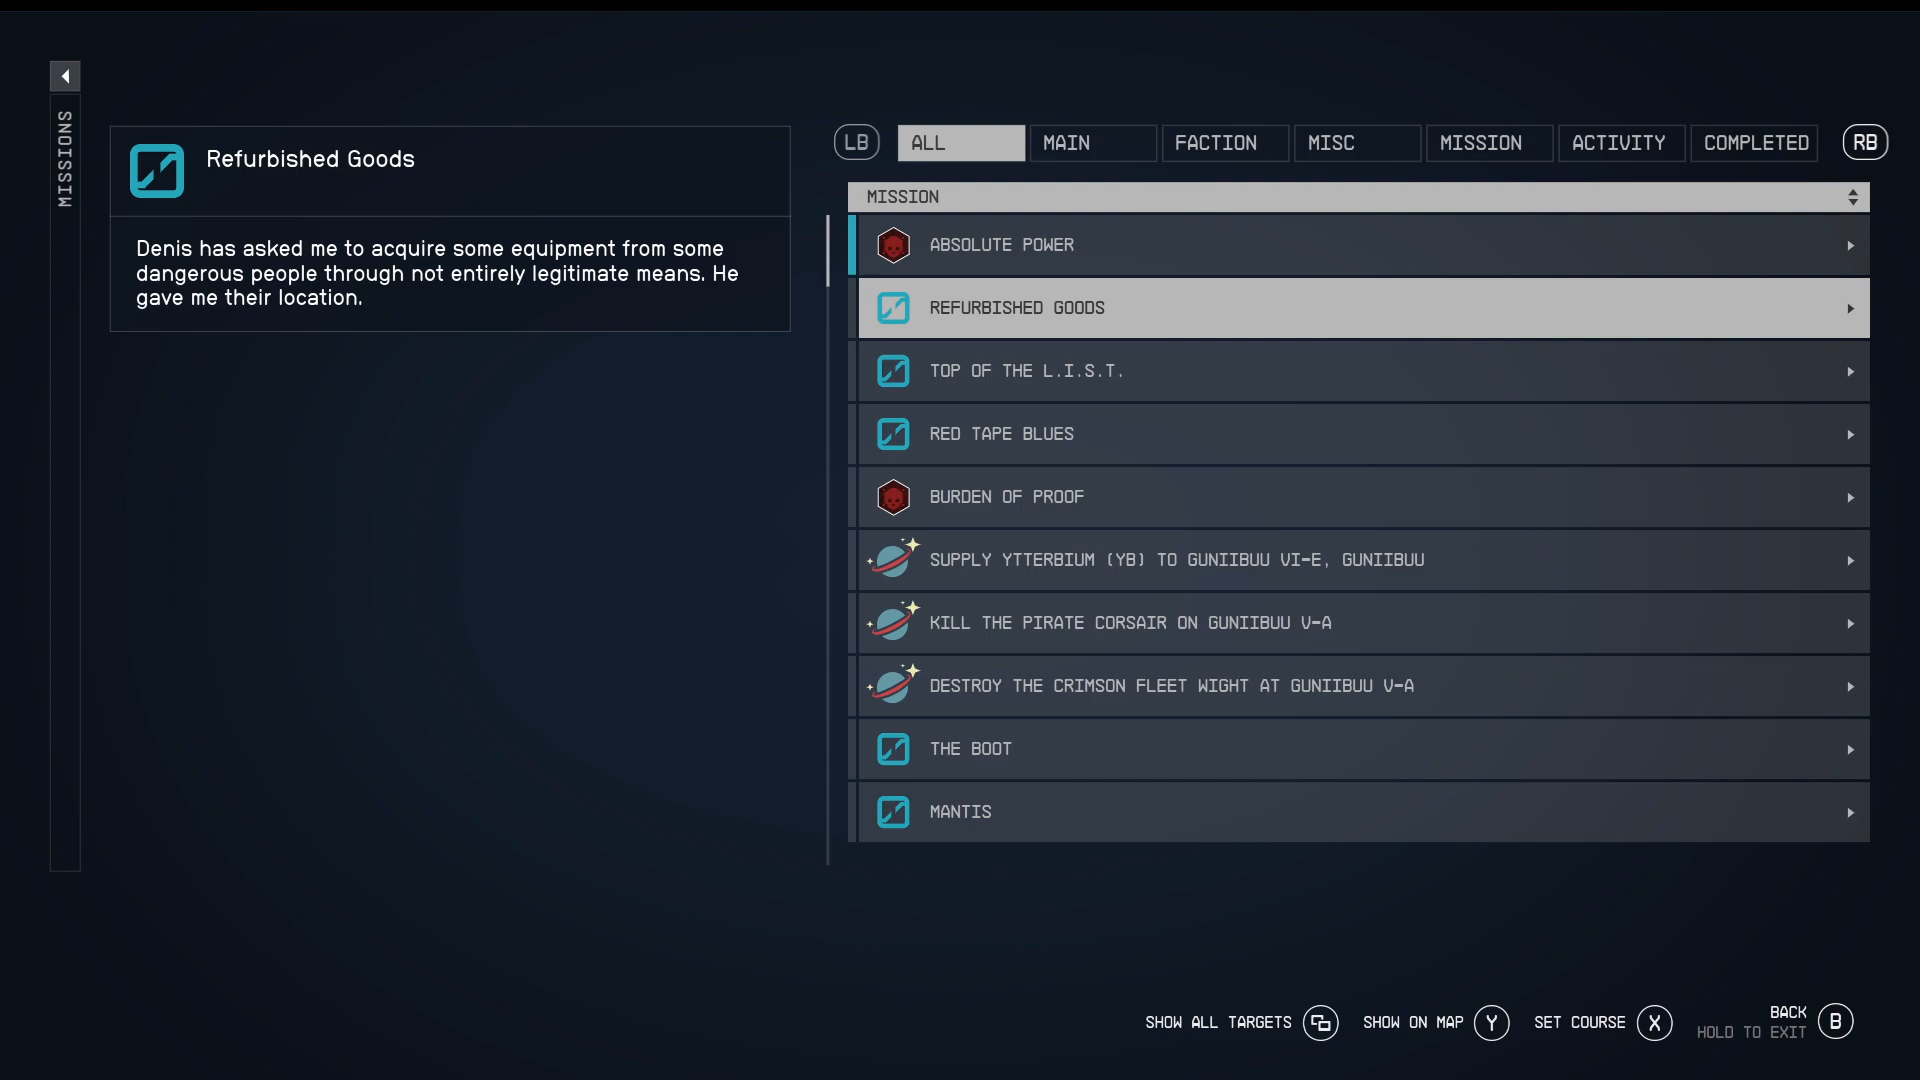 MISSIONS
Refurbished Goods
Denis has asked me to acquire some equipment from some
dangerous people through not entirely legitimate means. He
gave me their location.
LB ALL MAIN FACTION MISC MISSION ACTIVITY COMPLETED RB
MISSION
ABSOLUTE POWER
REFURBISHED GOODS
TOP OF THE L.I.S.T.
RED TAPE BLUES
BURDEN OF PROOF
SUPPLY YTTERBIUM (YB) TO GUNIIBUU VI-E, GUNIIBUU
KILL THE PIRATE CORSAIR ON GUNIIBUU V-A
DESTROY THE CRIMSON FLEET WIGHT AT GUNIIBUU V-A
THE BOOT
MANTIS
SHOW ALL TARGETS SHOW ON MAP Y SET COURSE X BACK B
HOLD TO EXIT